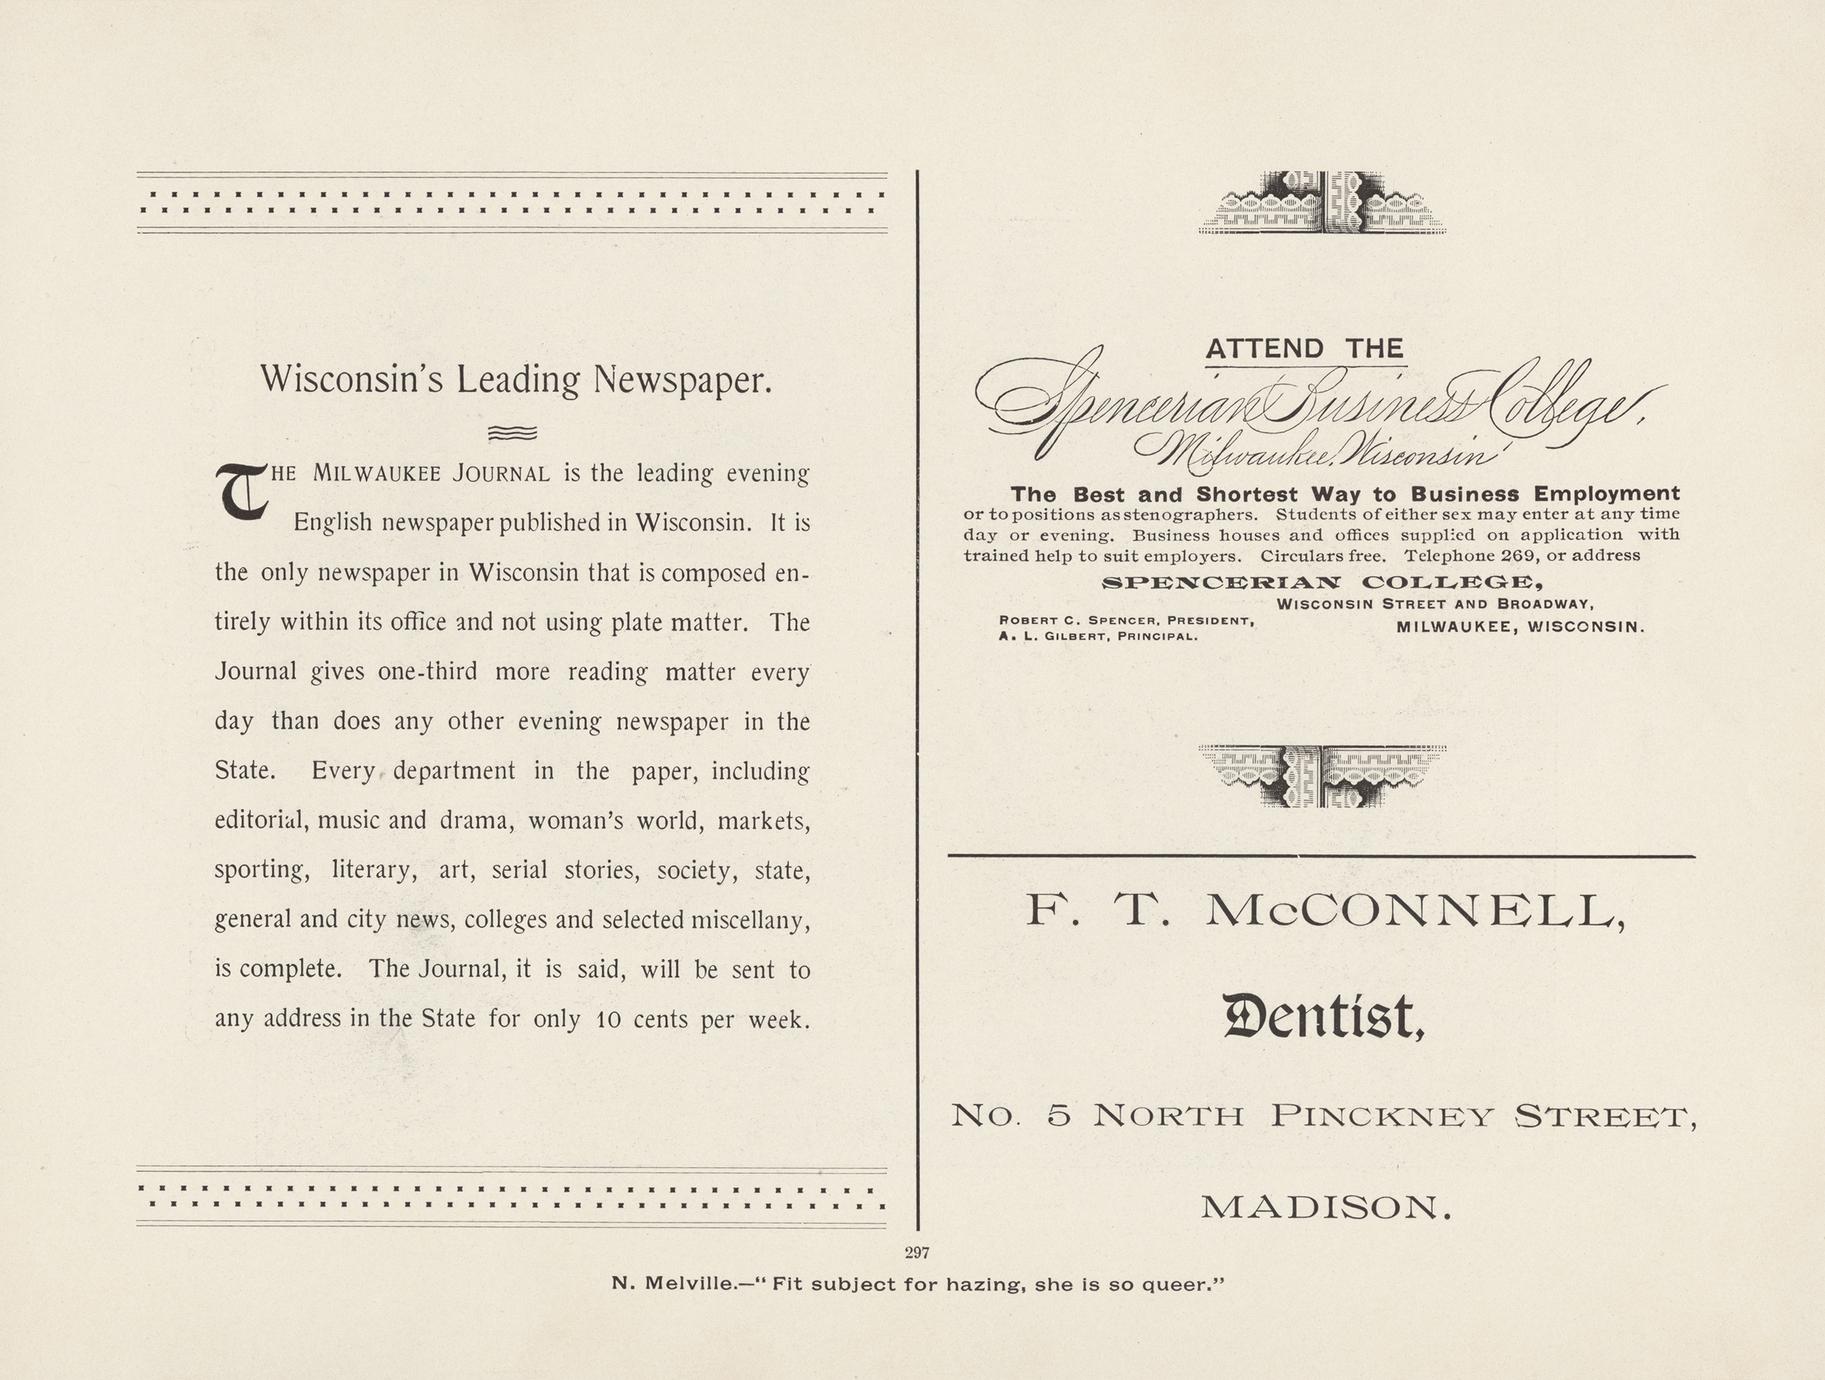 Wisconsin's Leading Newspaper.
THE MILWAUKEE JOURNAL is the leading evening
English newspaper published in Wisconsin. It is
the only newspaper in Wisconsin that is composed en-
tirely within its office and not using plate matter. The
Journal gives one-third more reading matter every
day than does any other evening newspaper in the
State. Every department in the paper, including
editorial, music and drama, woman's world, markets,
sporting, literary, art, serial stories, society, state,
general and city news, colleges and selected miscellany,
is complete. The Journal, it is said, will be sent to
any address in the State for only 10 cents per week.
ATTEND THE
Spencerian Business College,
Milwaukee, Wisconsin
The Best and Shortest Way to Business Employment
or to positions as stenographers. Students of either sex may enter at any time
day or evening. Business houses and offices supplied on application with
trained help to suit employers. Circulars free. Telephone 269, or address
SPENCERIAN COLLEGE,
WISCONSIN STREET AND BROADWAY,
ROBERT C. SPENCER, PRESIDENT,
A. L. GILBERT, PRINCIPAL.
MILWAUKEE, WISCONSIN.
F. T. McCONNELL,
Dentist,
NO. 5 NORTH PINCKNEY STREET,
MADISON.
297
N. Melville.—“Fit subject for hazing, she is so queer.”